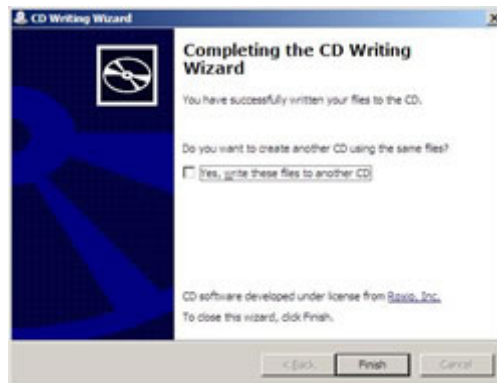 CD Writing Wizard
Completing the CD Writing
Wizard
You have successfully written your files to the CD.
Do you want to create another CD using the same files?
Yes, write these files to another CD
CD software developed under license from Roxio, Inc.
To close this wizard, click Finish.
< Back
Finish
Cancel